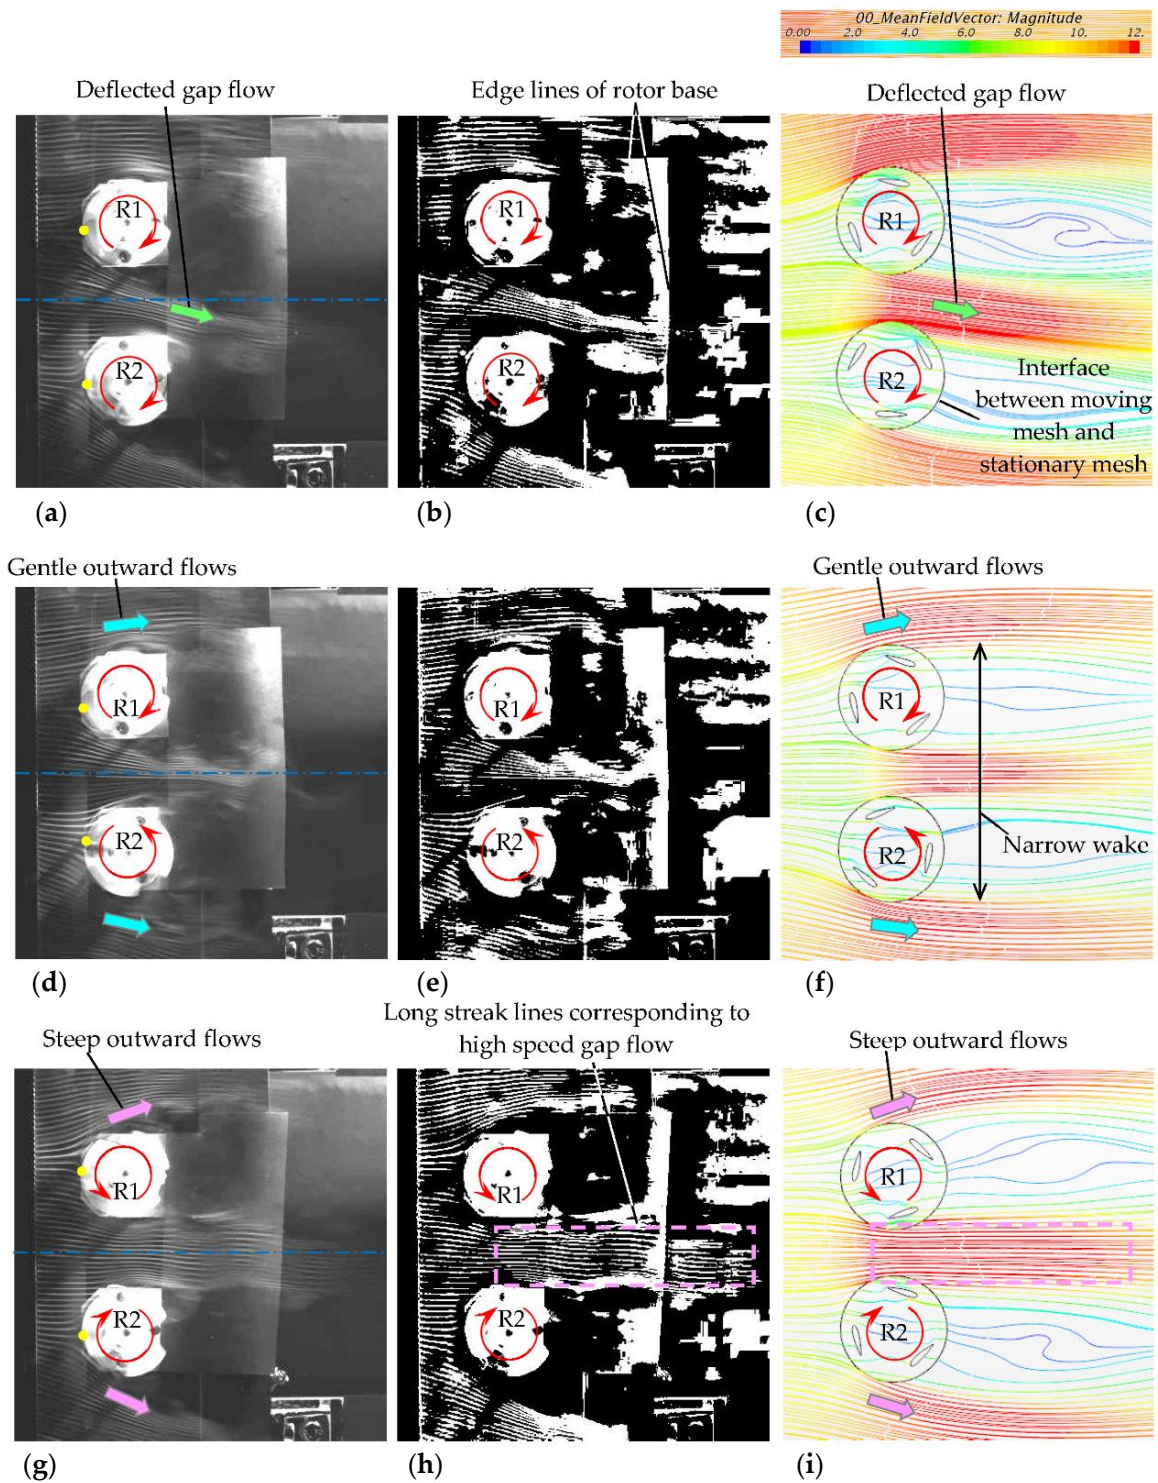 00_MeanFieldVector: Magnitude
0.00 2.0 4.0 6.0 8.0 10. 12.
Deflected gap flow
Edge lines of rotor base
Deflected gap flow
R1
R1
R1
R2
R2
R2
Interface
between moving
mesh and
stationary mesh
(a)
(b)
(c)
Gentle outward flows
Gentle outward flows
R1
R1
R1
R2
R2
R2
Narrow wake
(d)
(e)
(f)
Long streak lines corresponding to
high speed gap flow
Steep outward flows
Steep outward flows
R1
R1
R1
R2
R2
R2
(g)
(h)
(i)